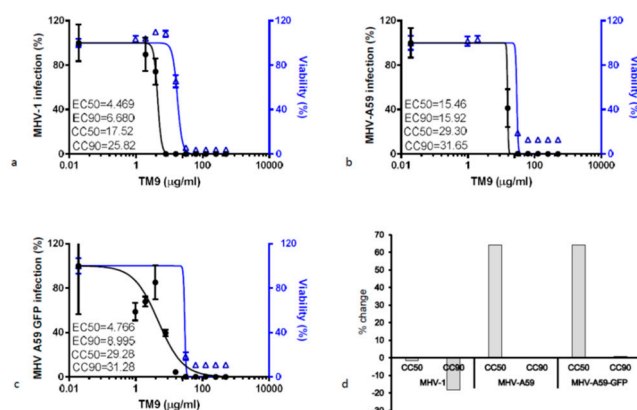 MHV-1 infection (%)
120
80
40
0
120
80
40
0
Viability (%)
EC50=4.469
EC90=6.680
CC50=17.52
CC90=25.82
0.01
1
100
10000
a
TM9 (µg/ml)
MHV-A59 infection (%)
120
80
40
0
120
80
40
0
Viability (%)
EC50=15.46
EC90=15.92
CC50=29.30
CC90=31.65
0.01
1
100
10000
b
TM9 (µg/ml)
MHV A59 GFP infection (%)
120
80
40
0
120
80
40
0
Viability (%)
EC50=4.766
EC90=8.995
CC50=29.28
CC90=31.28
0.01
1
100
10000
c
TM9 (µg/ml)
% change
70
60
50
40
30
20
10
0
-10
-20
-30
CC50
CC90
CC50
CC90
CC50
CC90
MHV-1
MHV-A59
MHV-A59-GFP
d